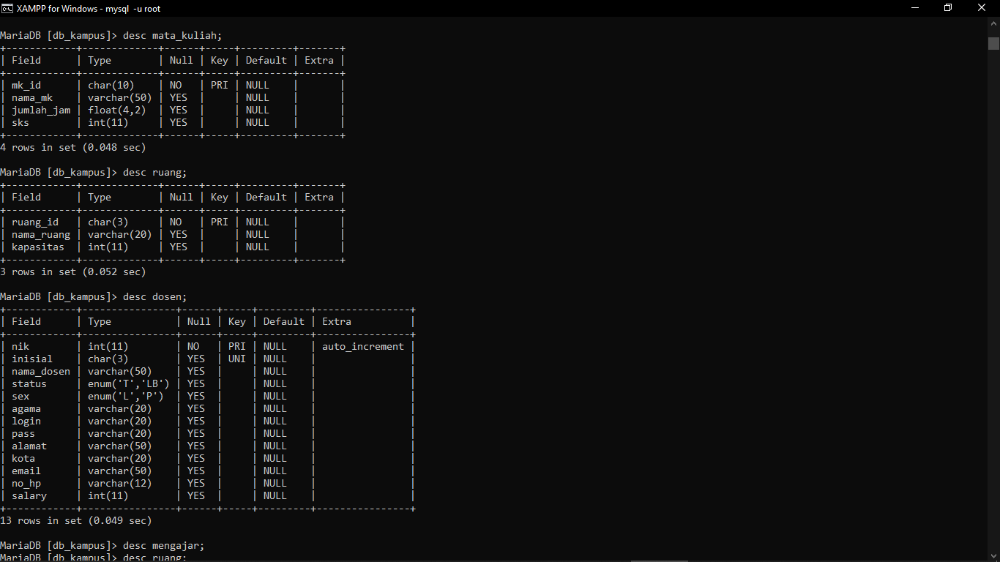 XAMPP for Windows - mysql -u root
MariaDB [db_kampus]> desc mata_kuliah;
+------------+-------------+------+-----+---------+-------+
| Field      | Type        | Null | Key | Default | Extra |
+------------+-------------+------+-----+---------+-------+
| mk_id      | char(10)    | NO   | PRI | NULL    |       |
| nama_mk    | varchar(50) | YES  |     | NULL    |       |
| jumlah_jam | float(4,2)  | YES  |     | NULL    |       |
| sks        | int(11)     | YES  |     | NULL    |       |
+------------+-------------+------+-----+---------+-------+
4 rows in set (0.048 sec)
MariaDB [db_kampus]> desc ruang;
+------------+-------------+------+-----+---------+-------+
| Field      | Type        | Null | Key | Default | Extra |
+------------+-------------+------+-----+---------+-------+
| ruang_id   | char(3)     | NO   | PRI | NULL    |       |
| nama_ruang | varchar(20) | YES  |     | NULL    |       |
| kapasitas  | int(11)     | YES  |     | NULL    |       |
+------------+-------------+------+-----+---------+-------+
3 rows in set (0.052 sec)
MariaDB [db_kampus]> desc dosen;
+------------+----------------+------+-----+---------+----------------+
| Field      | Type           | Null | Key | Default | Extra          |
+------------+----------------+------+-----+---------+----------------+
| nik        | int(11)        | NO   | PRI | NULL    | auto_increment |
| inisial    | char(3)        | YES  | UNI | NULL    |                |
| nama_dosen | varchar(50)    | YES  |     | NULL    |                |
| status     | enum('T','LB') | YES  |     | NULL    |                |
| sex        | enum('L','P')  | YES  |     | NULL    |                |
| agama      | varchar(20)    | YES  |     | NULL    |                |
| login      | varchar(20)    | YES  |     | NULL    |                |
| pass       | varchar(20)    | YES  |     | NULL    |                |
| alamat     | varchar(50)    | YES  |     | NULL    |                |
| kota       | varchar(20)    | YES  |     | NULL    |                |
| email      | varchar(50)    | YES  |     | NULL    |                |
| no_hp      | varchar(12)    | YES  |     | NULL    |                |
| salary     | int(11)        | YES  |     | NULL    |                |
+------------+----------------+------+-----+---------+----------------+
13 rows in set (0.049 sec)
MariaDB [db_kampus]> desc mengajar;
MariaDB [db_kampus]> desc ruang;